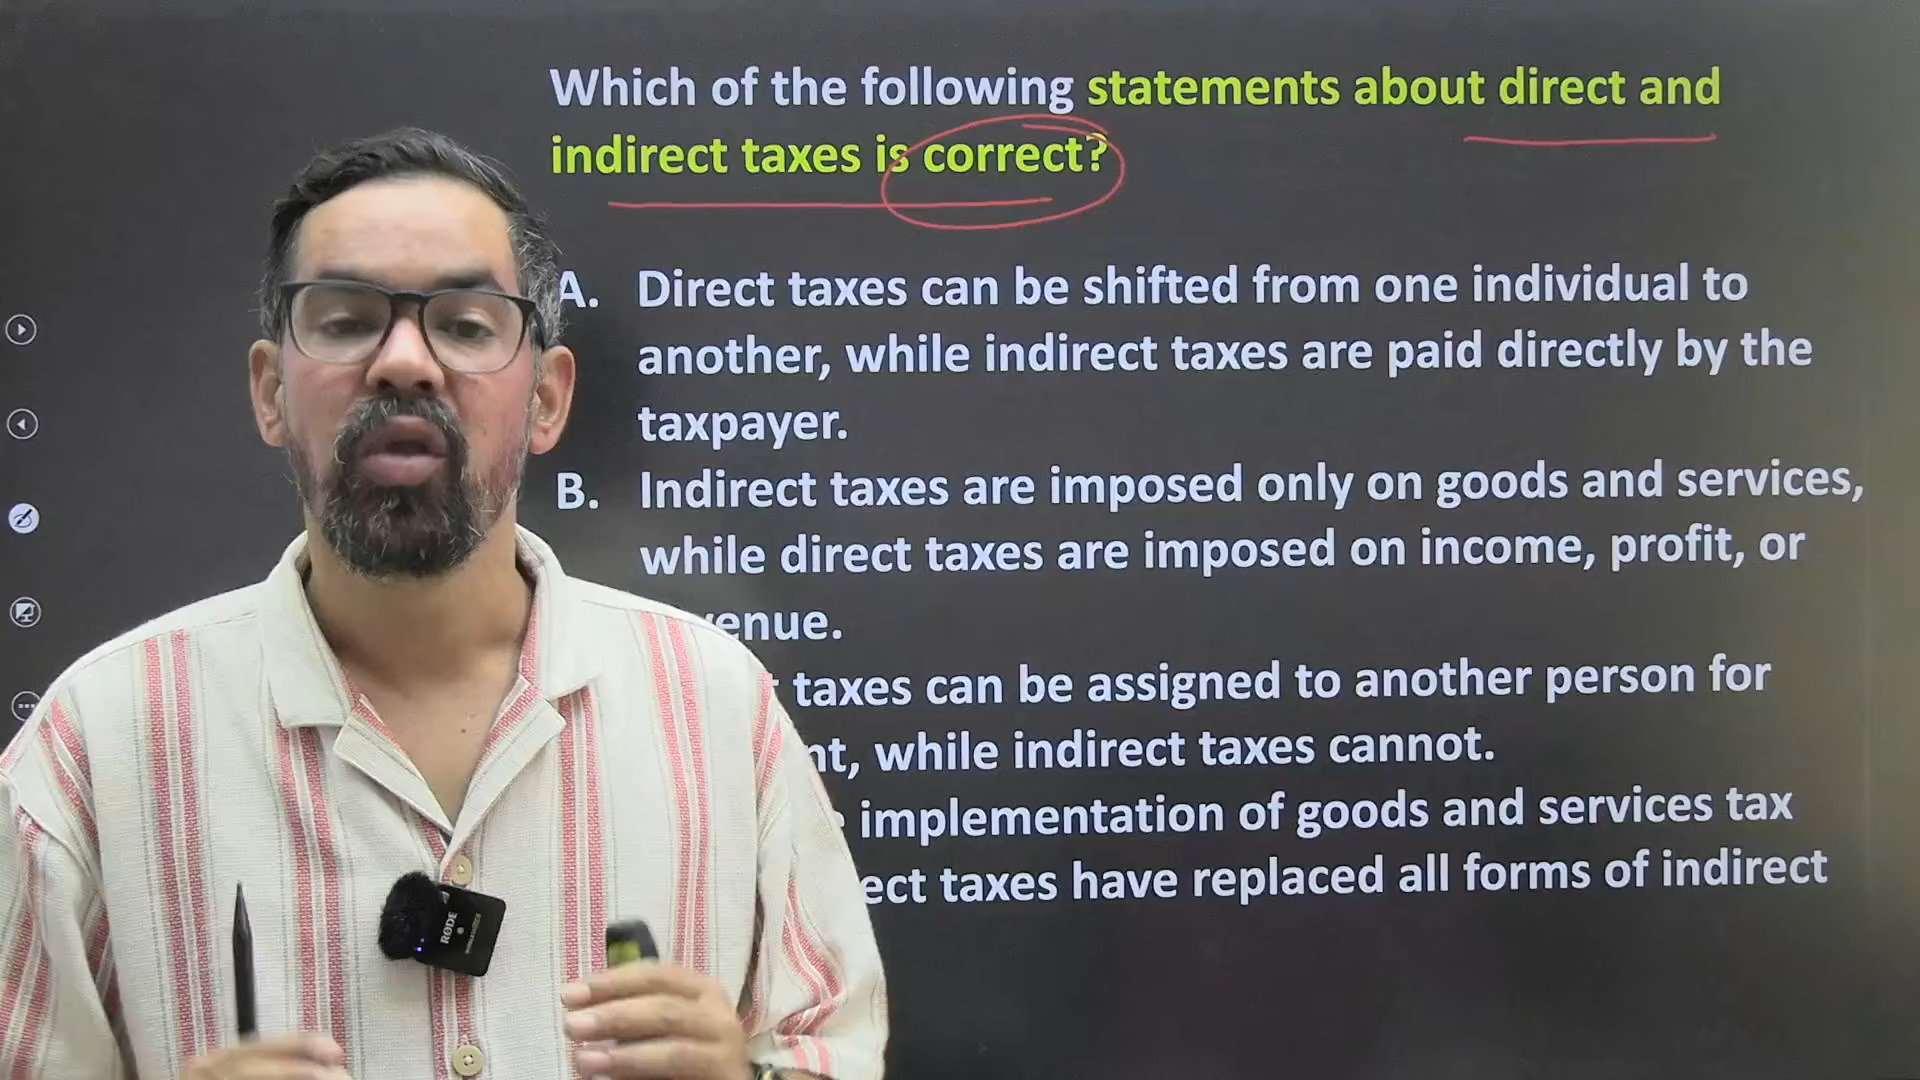 Which of the following statements about direct and
indirect taxes is correct?
A. Direct taxes can be shifted from one individual to
another, while indirect taxes are paid directly by the
taxpayer.
B. Indirect taxes are imposed only on goods and services,
while direct taxes are imposed on income, profit, or
enue.
taxes can be assigned to another person for
nt, while indirect taxes cannot.
implementation of goods and services tax
ect taxes have replaced all forms of indirect
RØDE